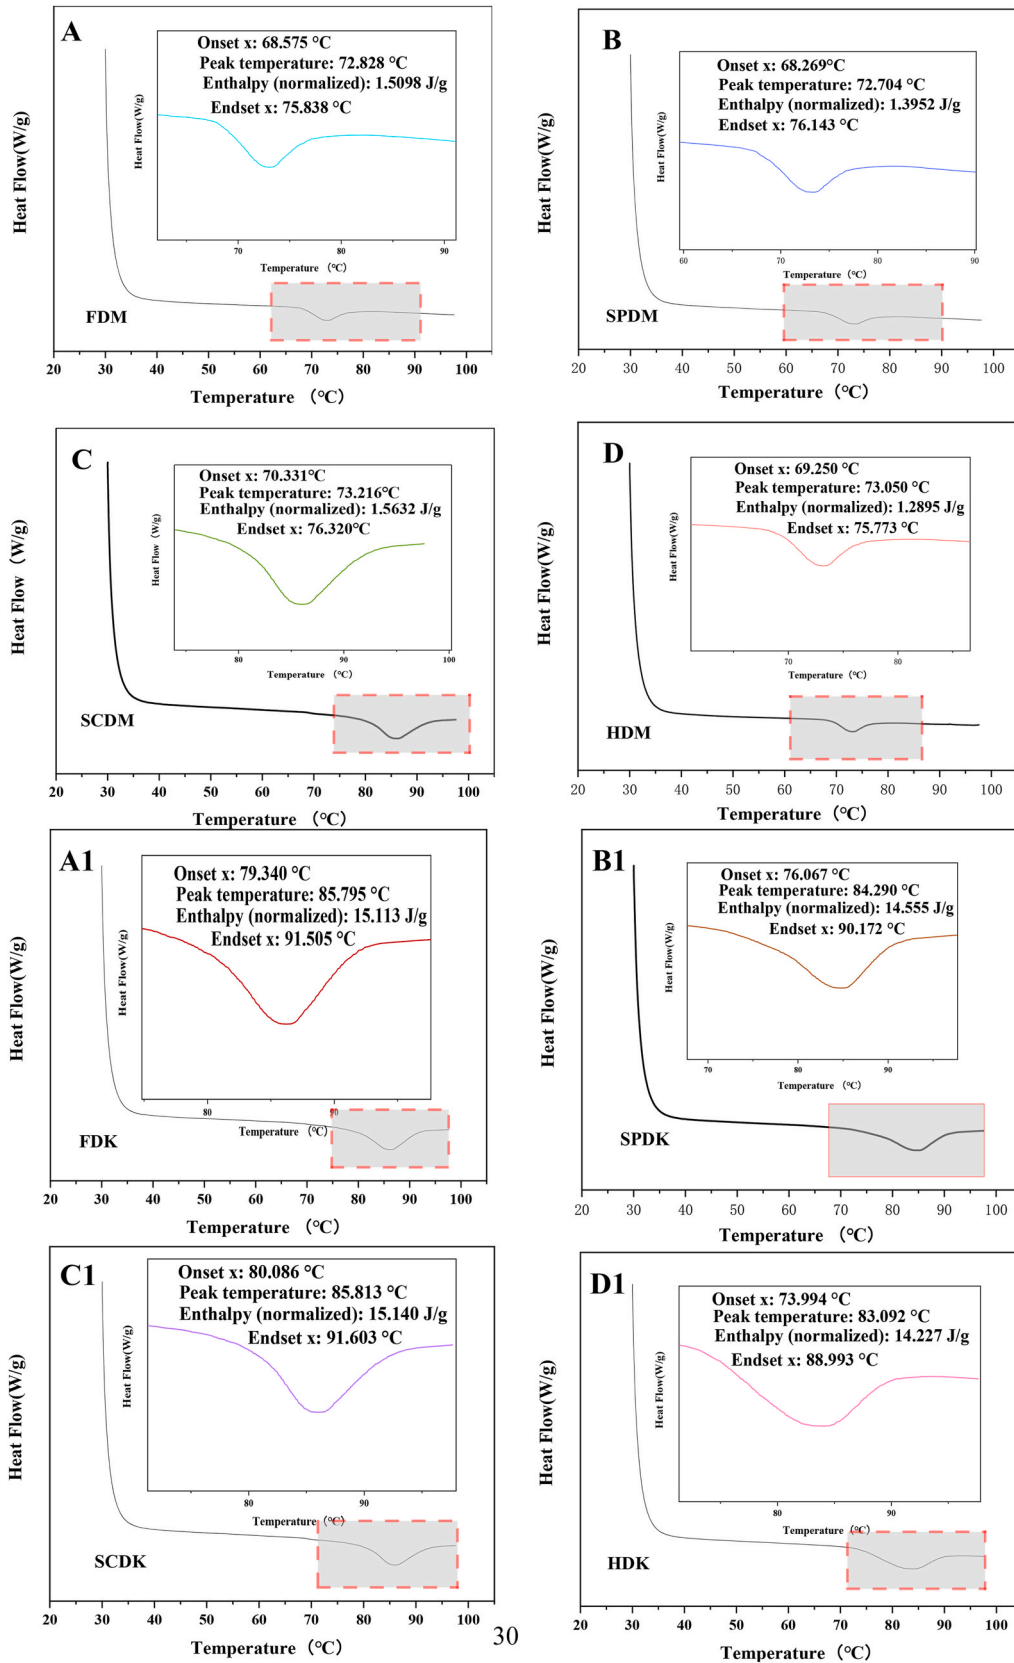 A
Onset x: 68.575 °C
Peak temperature: 72.828 °C
Enthalpy (normalized): 1.5098 J/g
Endset x: 75.838 °C
Heat Flow(W/g)
70 80 90
Temperature （°C）
Heat Flow(W/g)
FDM
20 30 40 50 60 70 80 90 100
Temperature （°C）
B
Onset x: 68.269°C
Peak temperature: 72.704 °C
Enthalpy (normalized): 1.3952 J/g
Endset x: 76.143 °C
Heat Flow(W/g)
60 70 80 90
Temperature （°C）
Heat Flow(W/g)
SPDM
20 30 40 50 60 70 80 90 100
Temperature （°C）
C
Onset x: 70.331°C
Peak temperature: 73.216°C
Enthalpy (normalized): 1.5632 J/g
Endset x: 76.320°C
Heat Flow (W/g)
80 90 100
Temperature （°C）
Heat Flow（W/g）
SCDM
20 30 40 50 60 70 80 90 100
Temperature （°C）
D
Onset x: 69.250 °C
Peak temperature: 73.050 °C
Enthalpy (normalized): 1.2895 J/g
Endset x: 75.773 °C
Heat Flow(W/g)
70 80
Temperature （°C）
Heat Flow(W/g)
HDM
20 30 40 50 60 70 80 90 100
Temperature （°C）
A1
Onset x: 79.340 °C
Peak temperature: 85.795 °C
Enthalpy (normalized): 15.113 J/g
Endset x: 91.505 °C
Heat Flow(W/g)
80 90
Temperature （°C）
Heat Flow(W/g)
FDK
20 30 40 50 60 70 80 90 100
Temperature （°C）
B1
Onset x: 76.067 °C
Peak temperature: 84.290 °C
Enthalpy (normalized): 14.555 J/g
Endset x: 90.172 °C
Heat Flow(W/g)
70 80 90
Temperature （°C）
Heat Flow(W/g)
SPDK
20 30 40 50 60 70 80 90 100
Temperature （°C）
C1
Onset x: 80.086 °C
Peak temperature: 85.813 °C
Enthalpy (normalized): 15.140 J/g
Endset x: 91.603 °C
Heat Flow(W/g)
80 90
Temperature （°C）
Heat Flow(W/g)
SCDK
20 30 40 50 60 70 80 90 100
Temperature （°C）
D1
Onset x: 73.994 °C
Peak temperature: 83.092 °C
Enthalpy (normalized): 14.227 J/g
Endset x: 88.993 °C
Heat Flow(W/g)
80 90
Temperature （°C）
Heat Flow(W/g)
HDK
20 30 40 50 60 70 80 90 100
Temperature （°C）
30